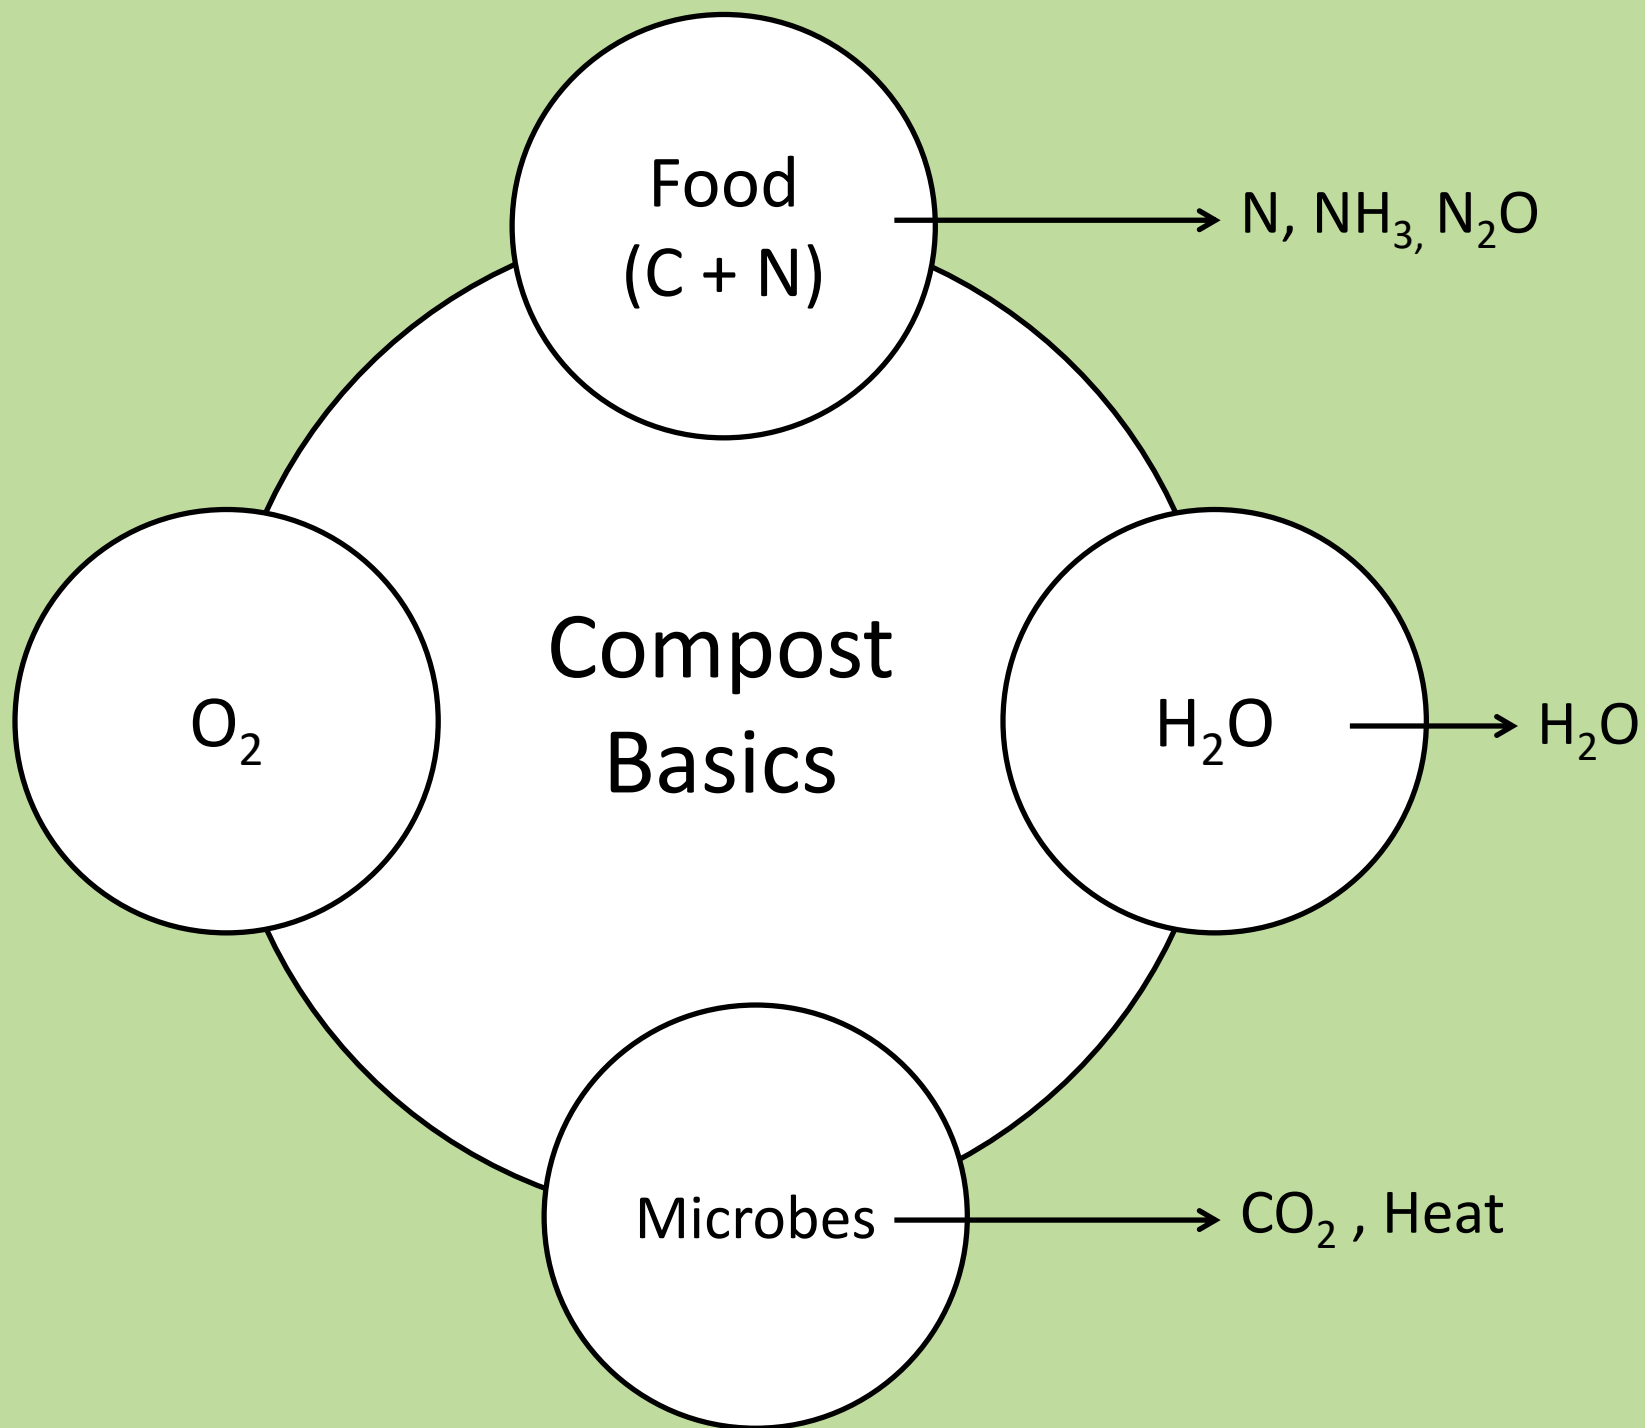 Food
(C + N)
N, NH₃, N₂O
Compost
Basics
O₂
H₂O
H₂O
Microbes
CO₂ , Heat